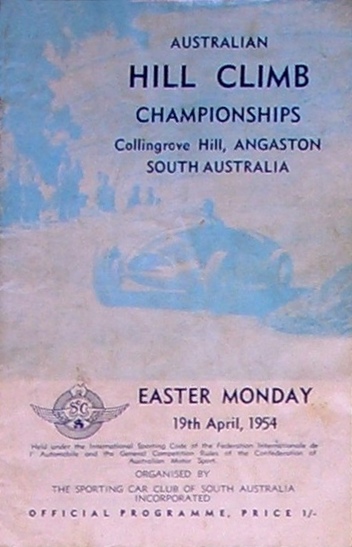 AUSTRALIAN
HILL CLIMB
CHAMPIONSHIPS
Collingrove Hill, ANGASTON
SOUTH AUSTRALIA
EASTER MONDAY
19th April, 1954
Held under the International Sporting Code of the Federation Internationale de
l' Automobile and the General Competition Rules of the Confederation of
Australian Motor Sport.
ORGANISED BY
THE SPORTING CAR CLUB OF SOUTH AUSTRALIA
INCORPORATED
OFFICIAL PROGRAMME, PRICE 1/-